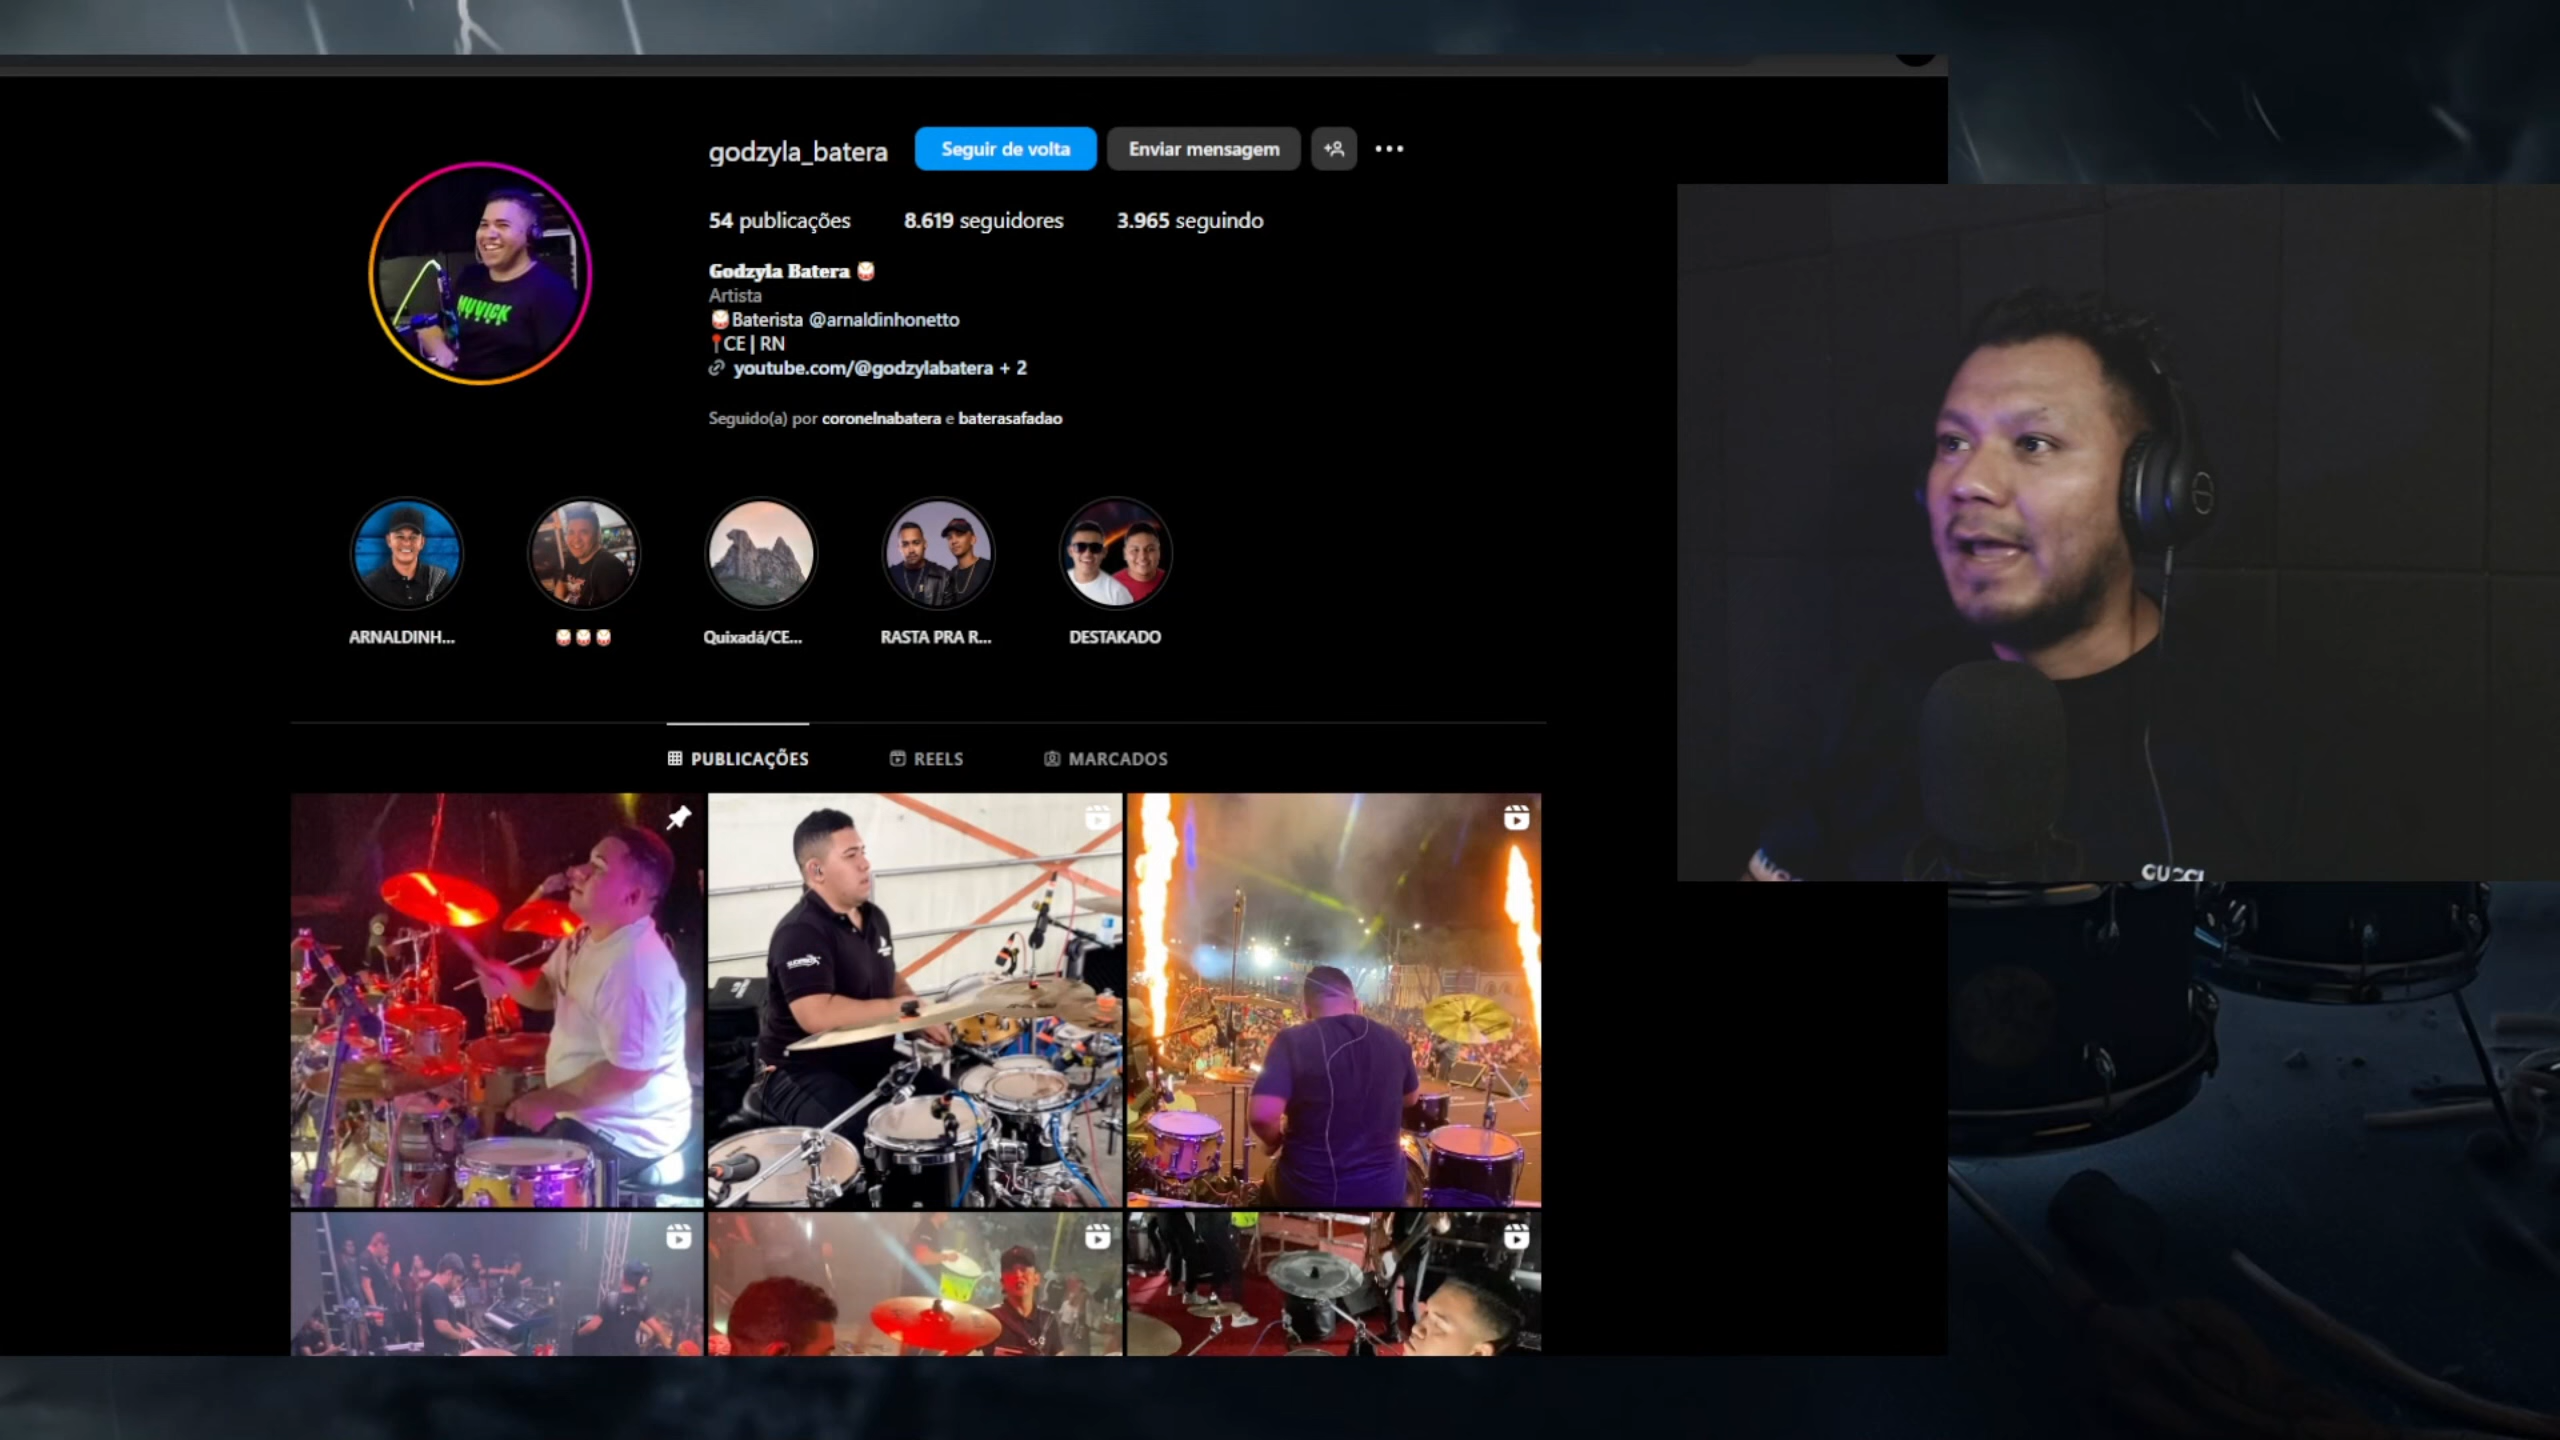 godzyla_batera
Seguir de volta
Enviar mensagem
54 publicações
8.619 seguidores
3.965 seguindo
Godzyla Batera 🥁
Artista
🥁Baterista @arnaldinhonetto
📍CE | RN
youtube.com/@godzylabatera + 2
Seguido(a) por coronelnabatera e baterasafadao
ARNALDINH...
🥁🥁🥁
Quixadá/CE...
RASTA PRA R...
DESTAKADO
PUBLICAÇÕES
REELS
MARCADOS
GUCCI